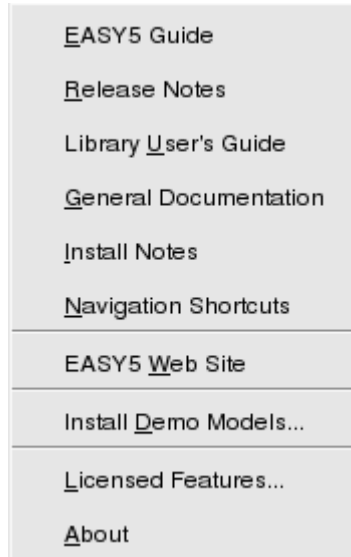 EASY5 Guide
Release Notes
Library User's Guide
General Documentation
Install Notes
Navigation Shortcuts
EASY5 Web Site
Install Demo Models...
Licensed Features...
About